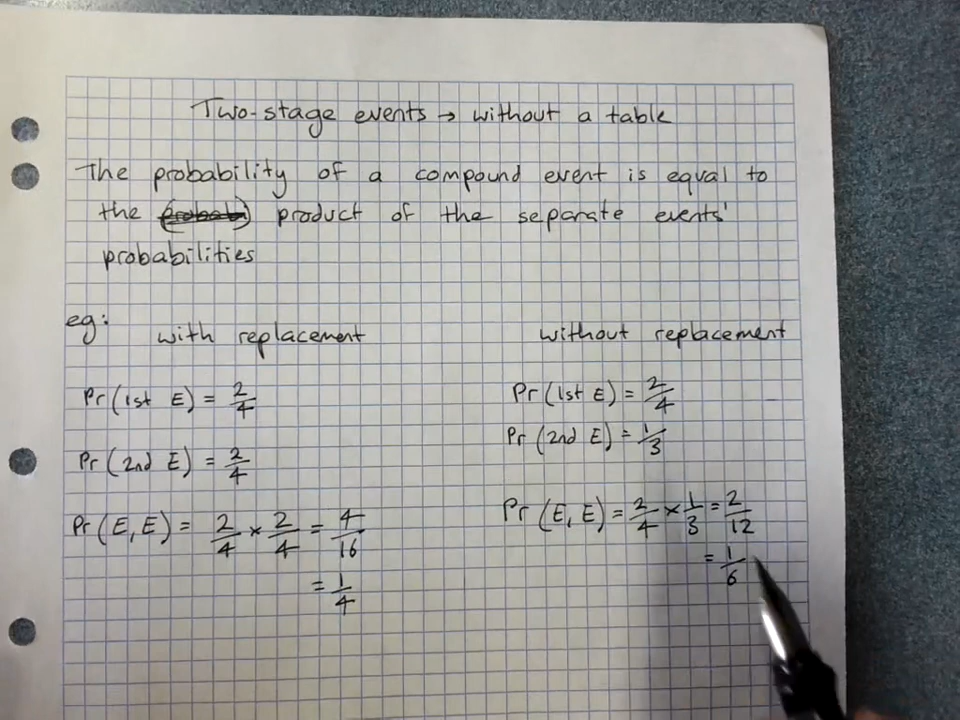 Two-stage events → without a table
The probability of a compound event is equal to
the (probab) product of the separate events'
probabilities
eg:
with replacement
Pr(1st E) = 2/4
Pr(2nd E) = 2/4
Pr(E,E) = 2/4 × 2/4 = 4/16
= 1/4
without replacement
Pr(1st E) = 2/4
Pr(2nd E) = 1/3
Pr(E,E) = 2/4 × 1/3 = 2/12
= 1/6